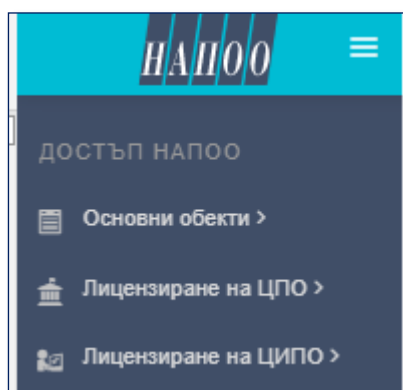 НАПОО
ДОСТЪП НАПОО
Основни обекти >
Лицензиране на ЦПО >
Лицензиране на ЦИПО >